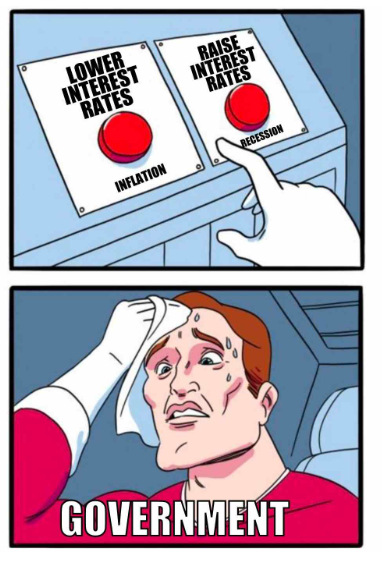 LOWER
INTEREST
RATES
INFLATION
RAISE
INTEREST
RATES
RECESSION
GOVERNMENT